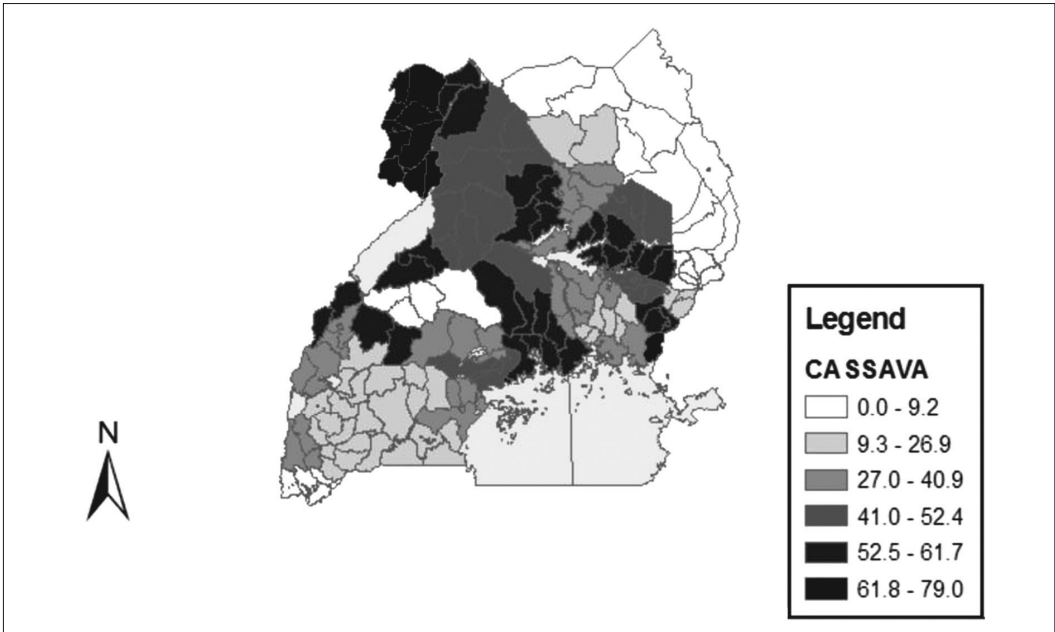 N
Legend
CASSAVA
0.0 - 9.2
9.3 - 26.9
27.0 - 40.9
41.0 - 52.4
52.5 - 61.7
61.8 - 79.0